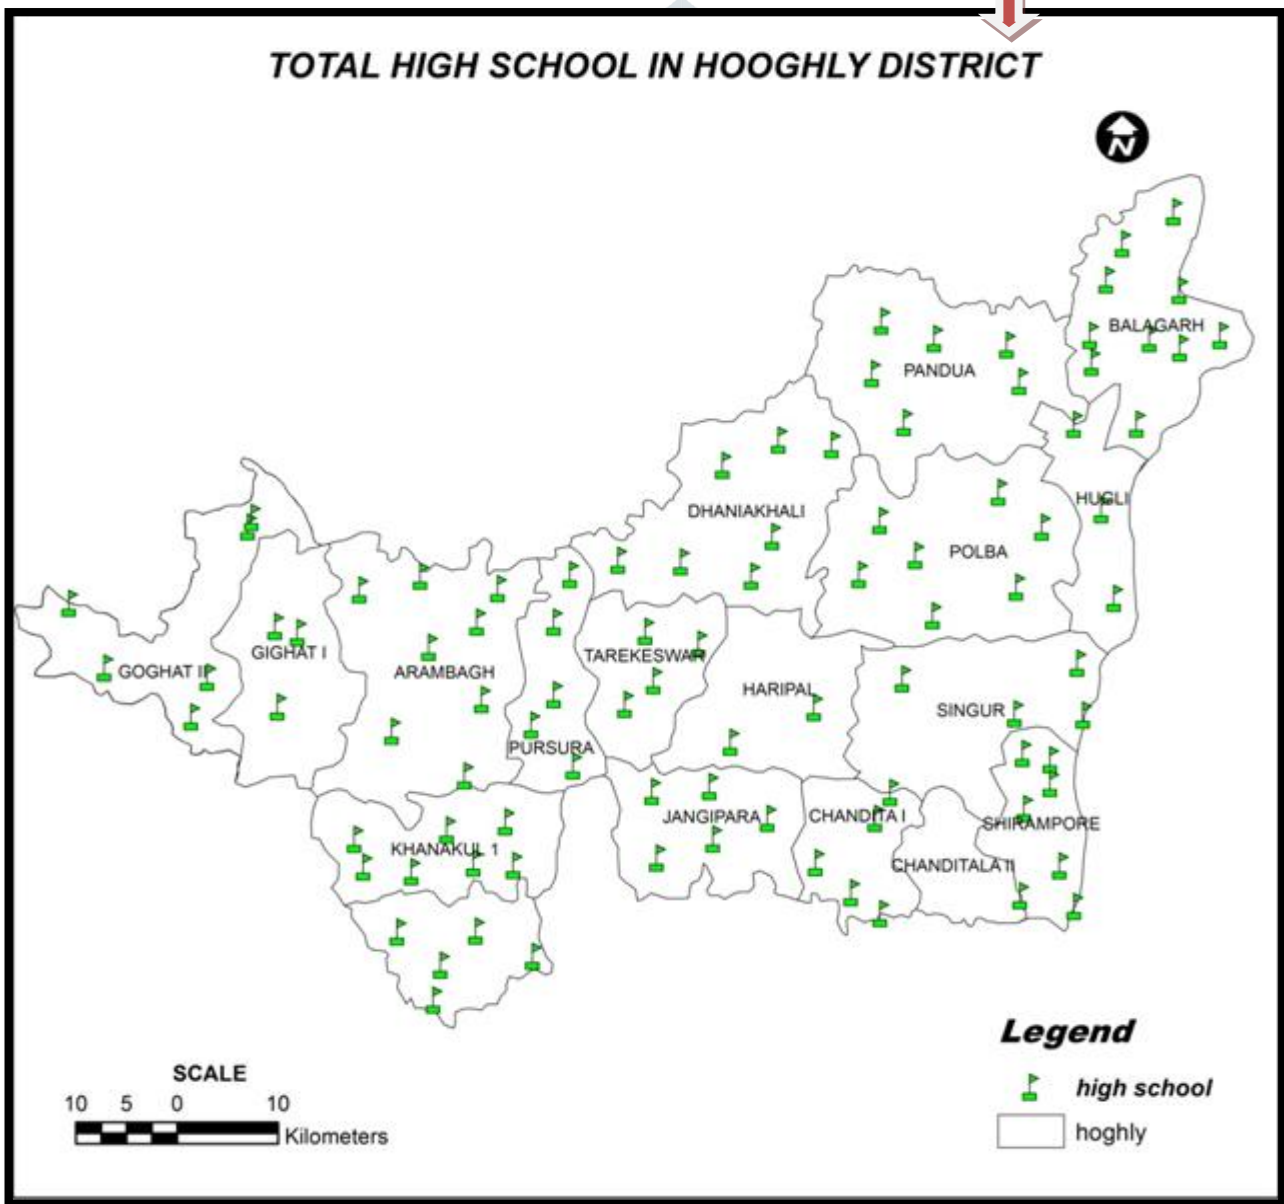 TOTAL HIGH SCHOOL IN HOOGHLY DISTRICT
N
BALAGARH
PANDUA
HUGLI
DHANIAKHALI
POLBA
GIGHAT I
TAREKESWAR
GOGHAT II
ARAMBAGH
HARIPAL
SINGUR
PURSURA
JANGIPARA
CHANDITA I
SHIRAMPORE
KHANAKUL 1
CHANDITALA II
Legend
high school
hoghly
SCALE
10 5 0 10
Kilometers